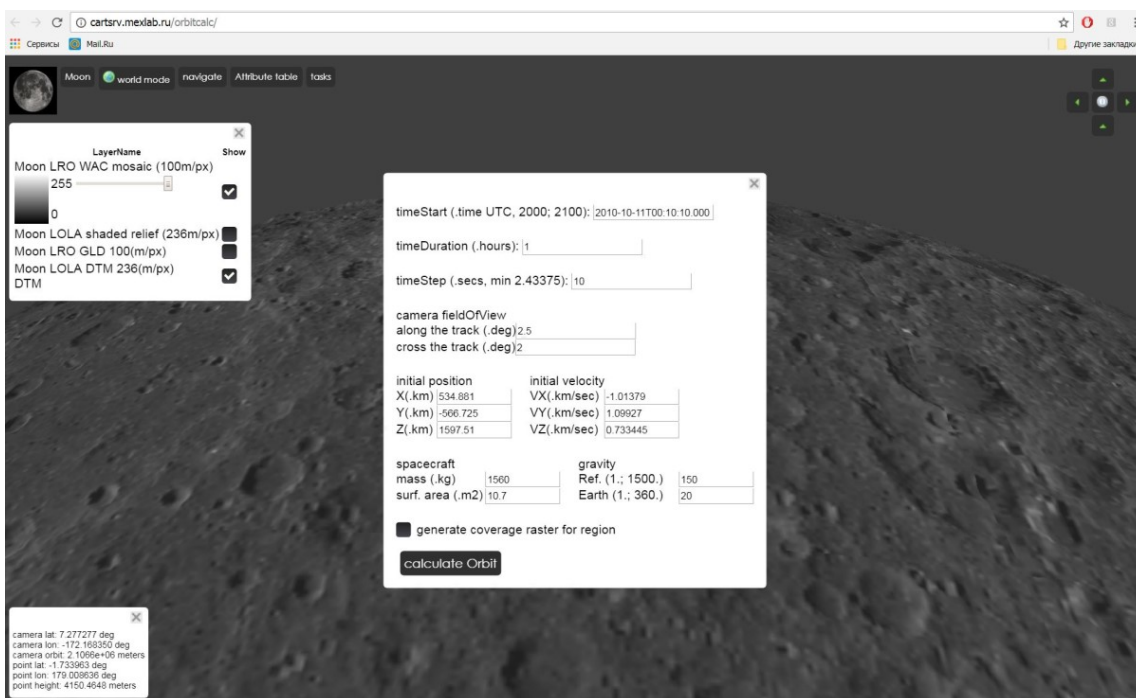 cartsrv.mexlab.ru/orbitcalc/
Сервисы Mail.Ru Другие закладки
Moon world mode navigate Attribute table tasks
LayerName Show
Moon LRO WAC mosaic (100m/px)
255
0
Moon LOLA shaded relief (236m/px)
Moon LRO GLD 100(m/px)
Moon LOLA DTM 236(m/px)
DTM
timeStart (.time UTC, 2000; 2100): 2010-10-11T00:10:10.000
timeDuration (.hours): 1
timeStep (.secs, min 2.43375): 10
camera fieldOfView
along the track (.deg) 2.5
cross the track (.deg) 2
initial position initial velocity
X(.km) 534.881 VX(.km/sec) -1.01379
Y(.km) -566.725 VY(.km/sec) 1.09927
Z(.km) 1597.51 VZ(.km/sec) 0.733445
spacecraft gravity
mass (.kg) 1560 Ref. (1.; 1500.) 150
surf. area (.m2) 10.7 Earth (1.; 360.) 20
generate coverage raster for region
calculate Orbit
camera lat: 7.277277 deg
camera lon: -172.168350 deg
camera orbit: 2.1066e+06 meters
point lat: -1.733963 deg
point lon: 179.008636 deg
point height: 4150.4648 meters